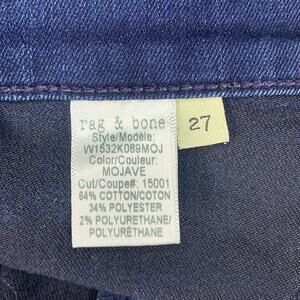 rag & bone
27
Style/Modèle:
W1532K089MOJ
Color/Couleur:
MOJAVE
Cut/Coupe#: 15001
64% COTTON/COTON
34% POLYESTER
2% POLYURETHANE/
POLYURÉTHANE